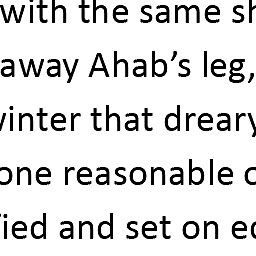 with the same sh
away Ahab’s leg,
winter that dreary
one reasonable o
fied and set on ed